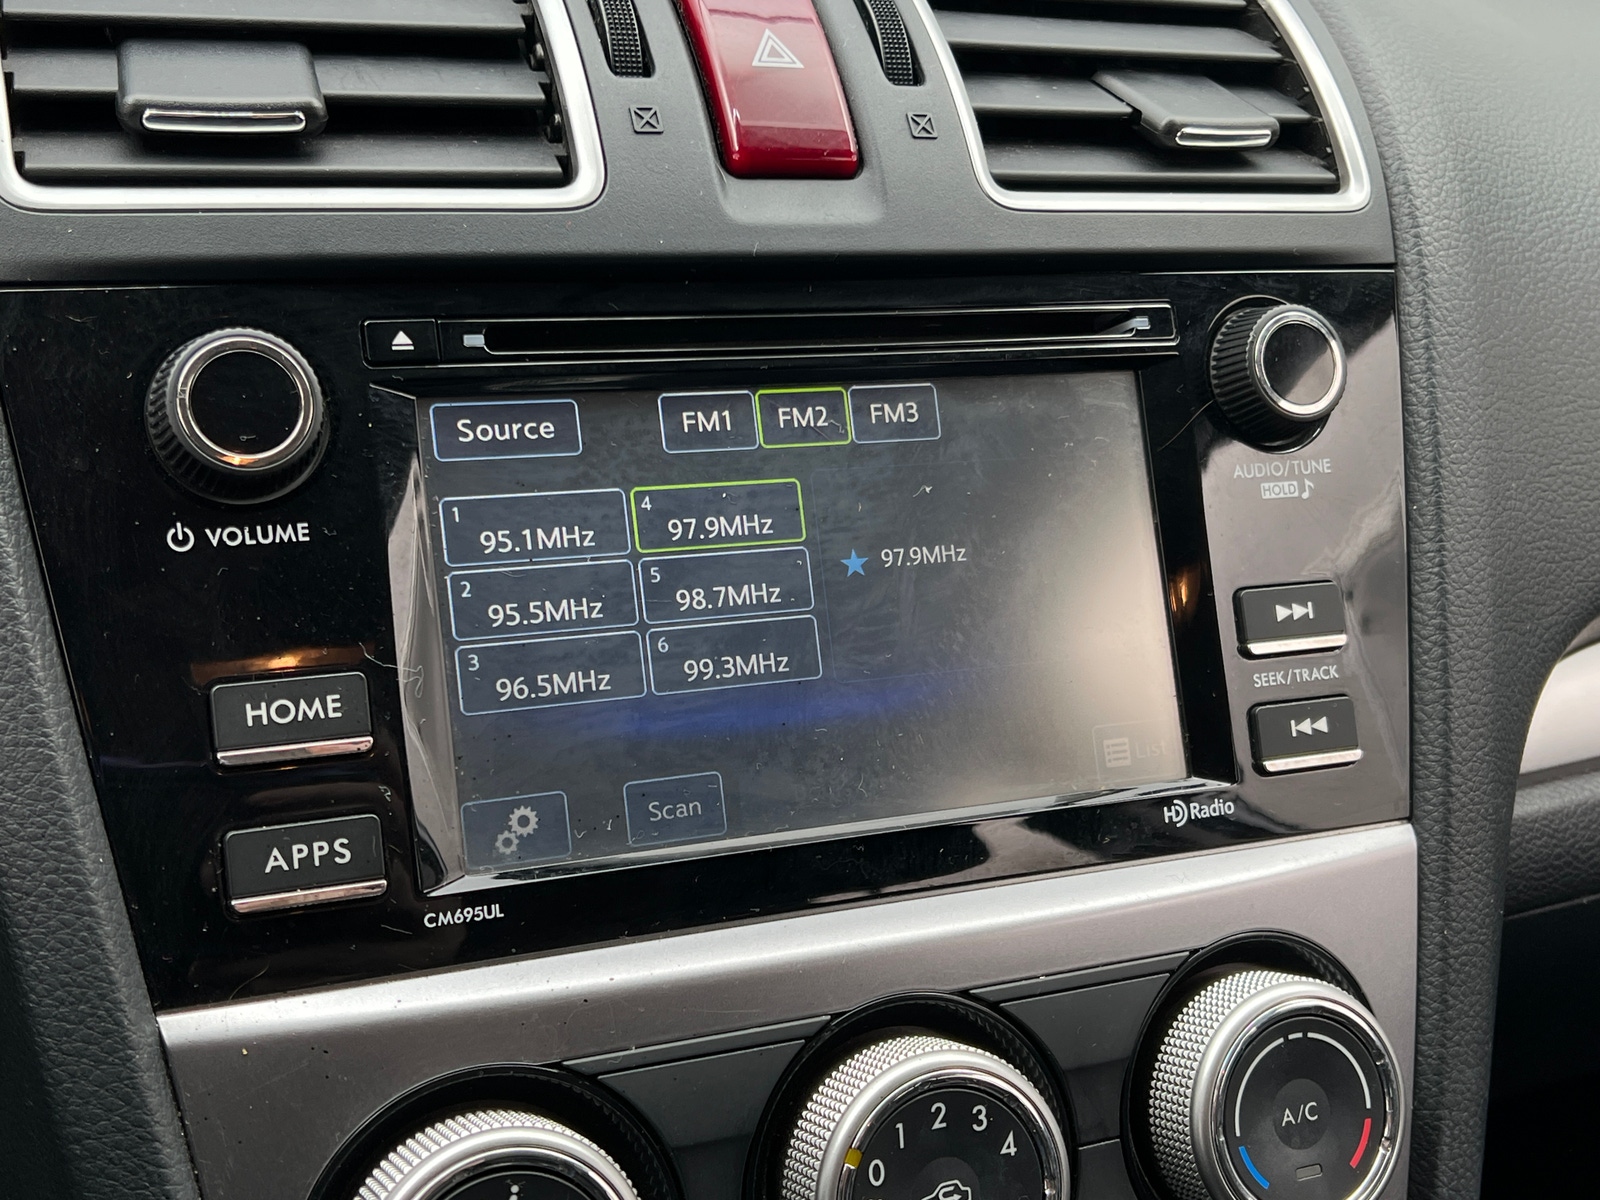 Source
FM1 FM2 FM3
1 95.1MHz
4 97.9MHz
2 95.5MHz
5 98.7MHz
3 96.5MHz
6 99.3MHz
97.9MHz
Scan
List
VOLUME
HOME
APPS
CM695UL
AUDIO/TUNE
HOLD
SEEK/TRACK
HD Radio
0 1 2 3 4
A/C